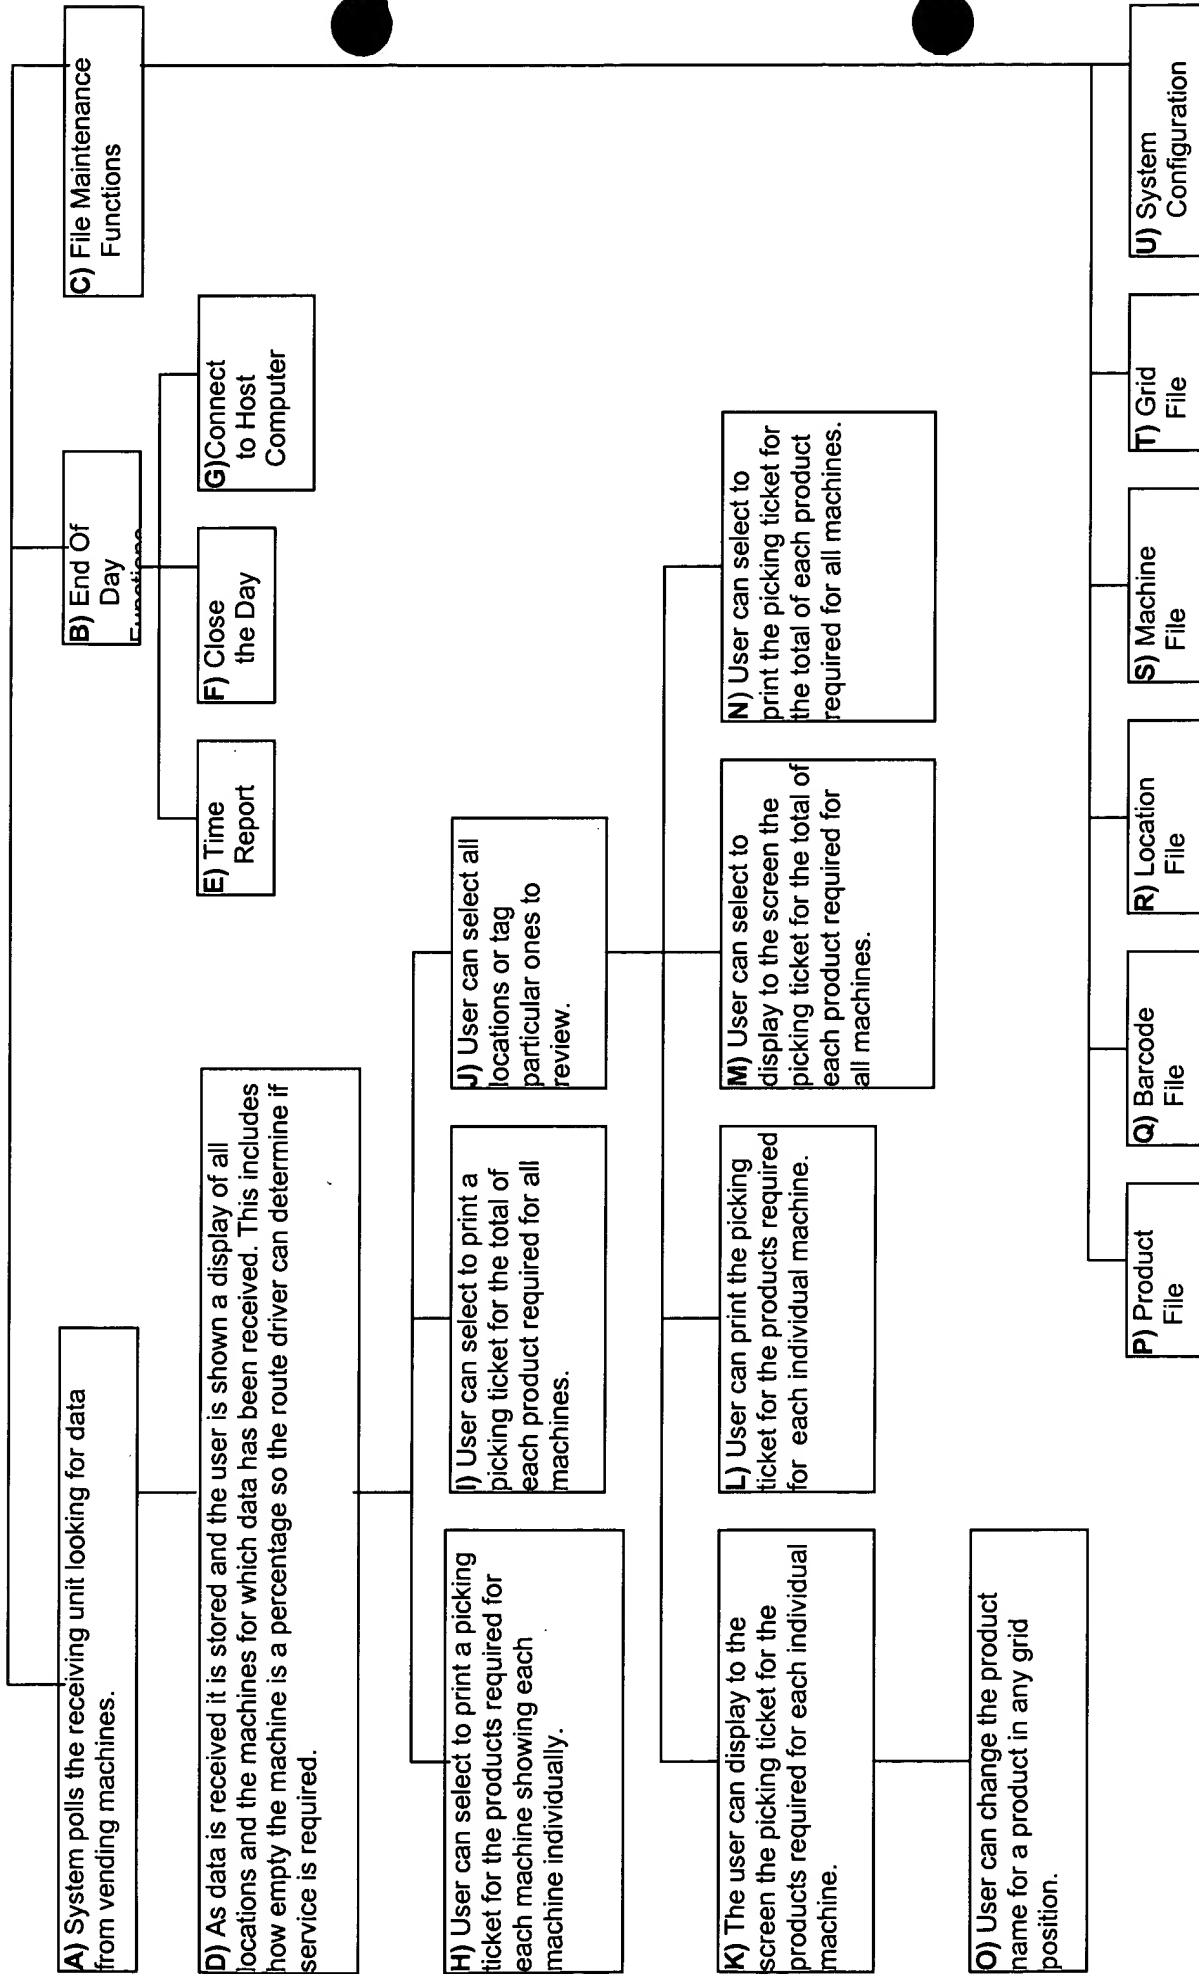 A) System polls the receiving unit looking for data
from vending machines.
B) End Of
Day
Functions
C) File Maintenance
Functions
D) As data is received it is stored and the user is shown a display of all
locations and the machines for which data has been received. This includes
how empty the machine is a percentage so the route driver can determine if
service is required.
E) Time
Report
F) Close
the Day
G)Connect
to Host
Computer
H) User can select to print a picking
ticket for the products required for
each machine showing each
machine individually.
I) User can select to print a
picking ticket for the total of
each product required for all
machines.
J) User can select all
locations or tag
particular ones to
review.
K) The user can display to the
screen the picking ticket for the
products required for each individual
machine.
L) User can print the picking
ticket for the products required
for each individual machine.
M) User can select to
display to the screen the
picking ticket for the total of
each product required for
all machines.
N) User can select to
print the picking ticket for
the total of each product
required for all machines.
O) User can change the product
name for a product in any grid
position.
P) Product
File
Q) Barcode
File
R) Location
File
S) Machine
File
T) Grid
File
U) System
Configuration